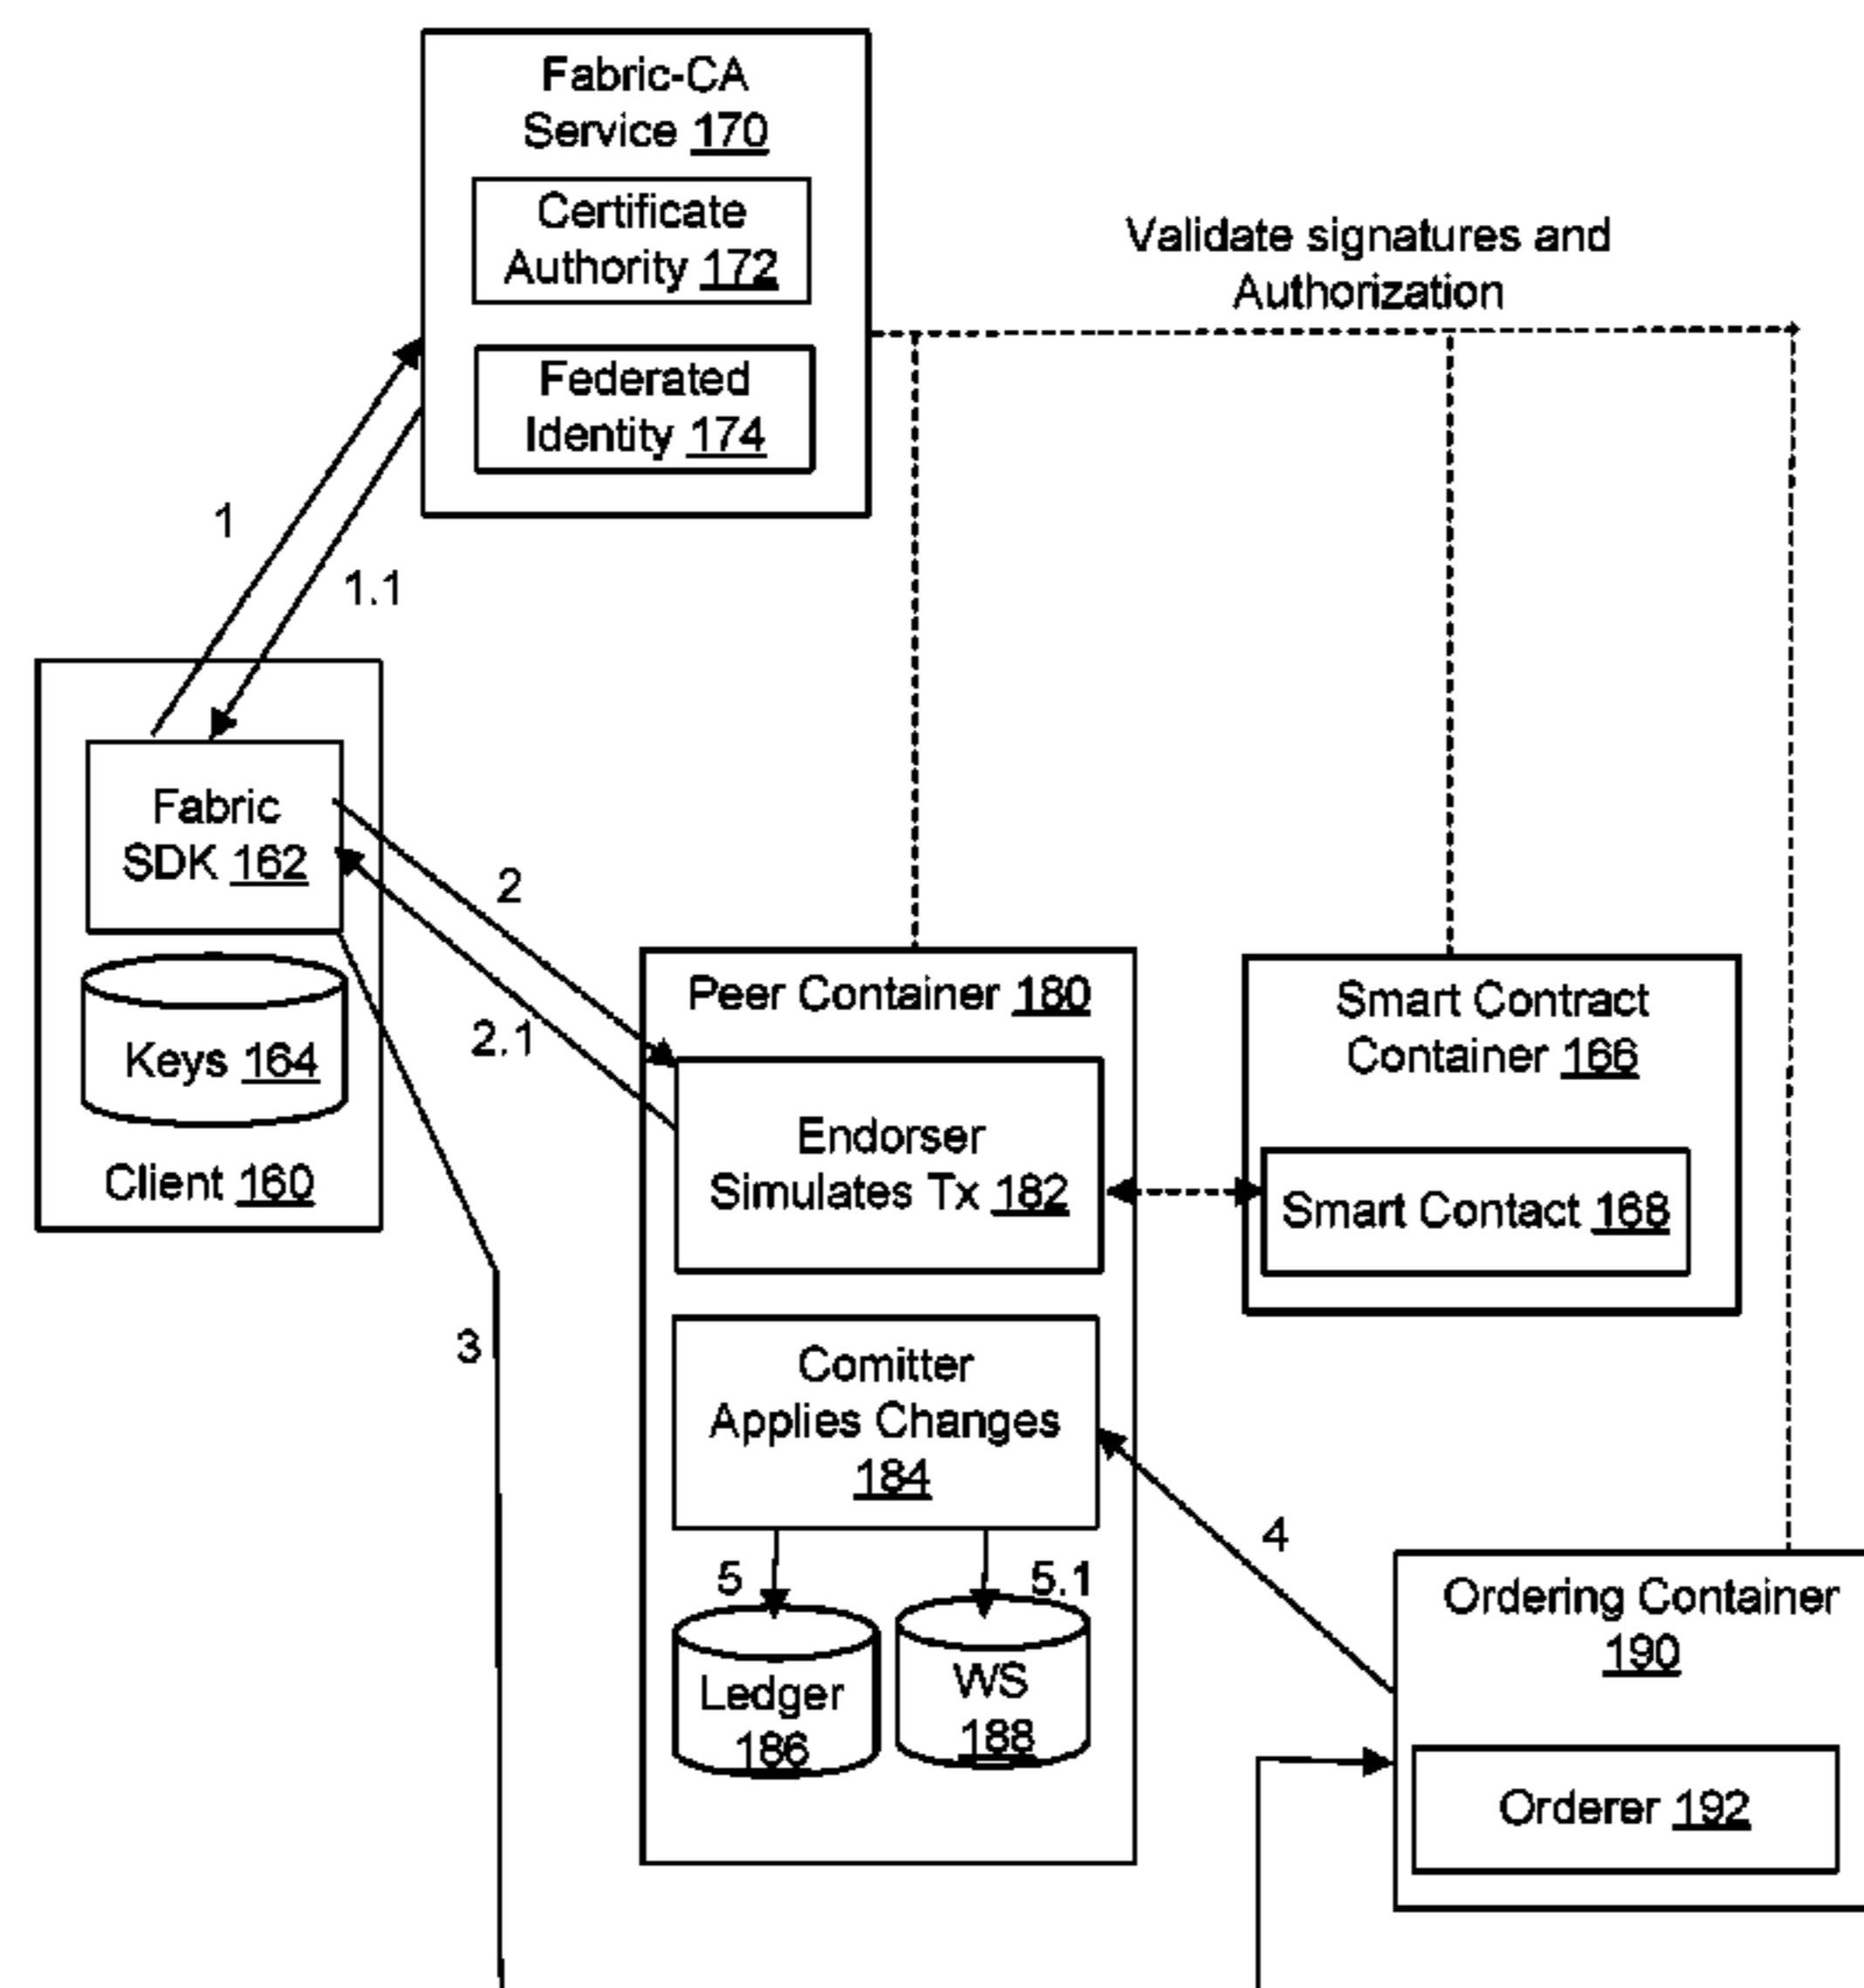 Fabric-CA
Service 170
Certificate
Authority 172
Federated
Identity 174
Validate signatures and
Authorization
1
1.1
Fabric
SDK 162
Keys 164
Client 160
2
2.1
3
Peer Container 180
Endorser
Simulates Tx 182
Comitter
Applies Changes
184
5
5.1
Ledger
186
WS
188
Smart Contract
Container 166
Smart Contact 168
4
Ordering Container
190
Orderer 192